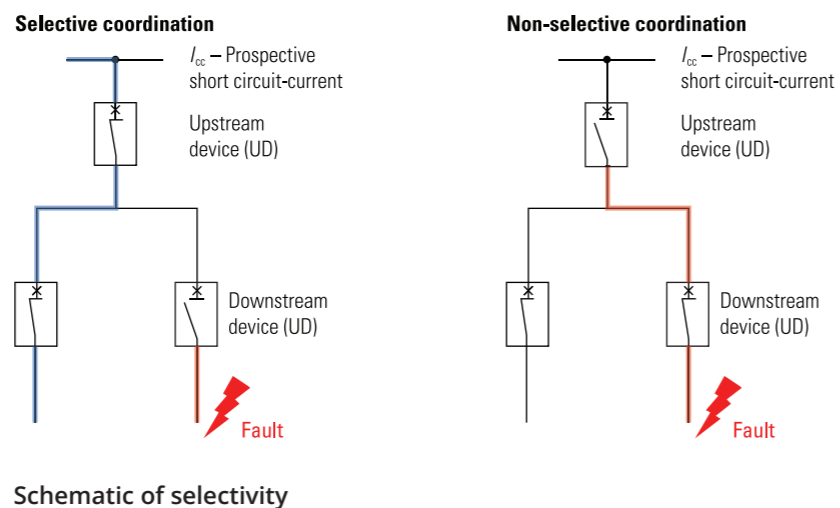 Selective coordination
Icc – Prospective
short circuit-current
Upstream
device (UD)
Downstream
device (UD)
Fault
Non-selective coordination
Icc – Prospective
short circuit-current
Upstream
device (UD)
Downstream
device (UD)
Fault
Schematic of selectivity